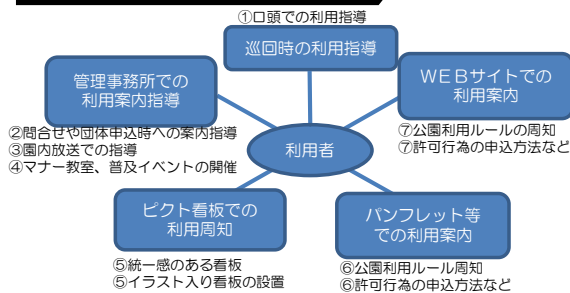 ①口頭での利用指導
巡回時の利用指導
管理事務所での
利用案内指導
WEBサイトでの
利用案内
②問合せや団体申込時への案内指導
③園内放送での指導
④マナー教室、普及イベントの開催
利用者
⑦公園利用ルールの周知
⑦許可行為の申込方法など
ピクト看板での
利用周知
パンフレット等
での利用案内
⑤統一感のある看板
⑤イラスト入り看板の設置
⑥公園利用ルール周知
⑥許可行為の申込方法など